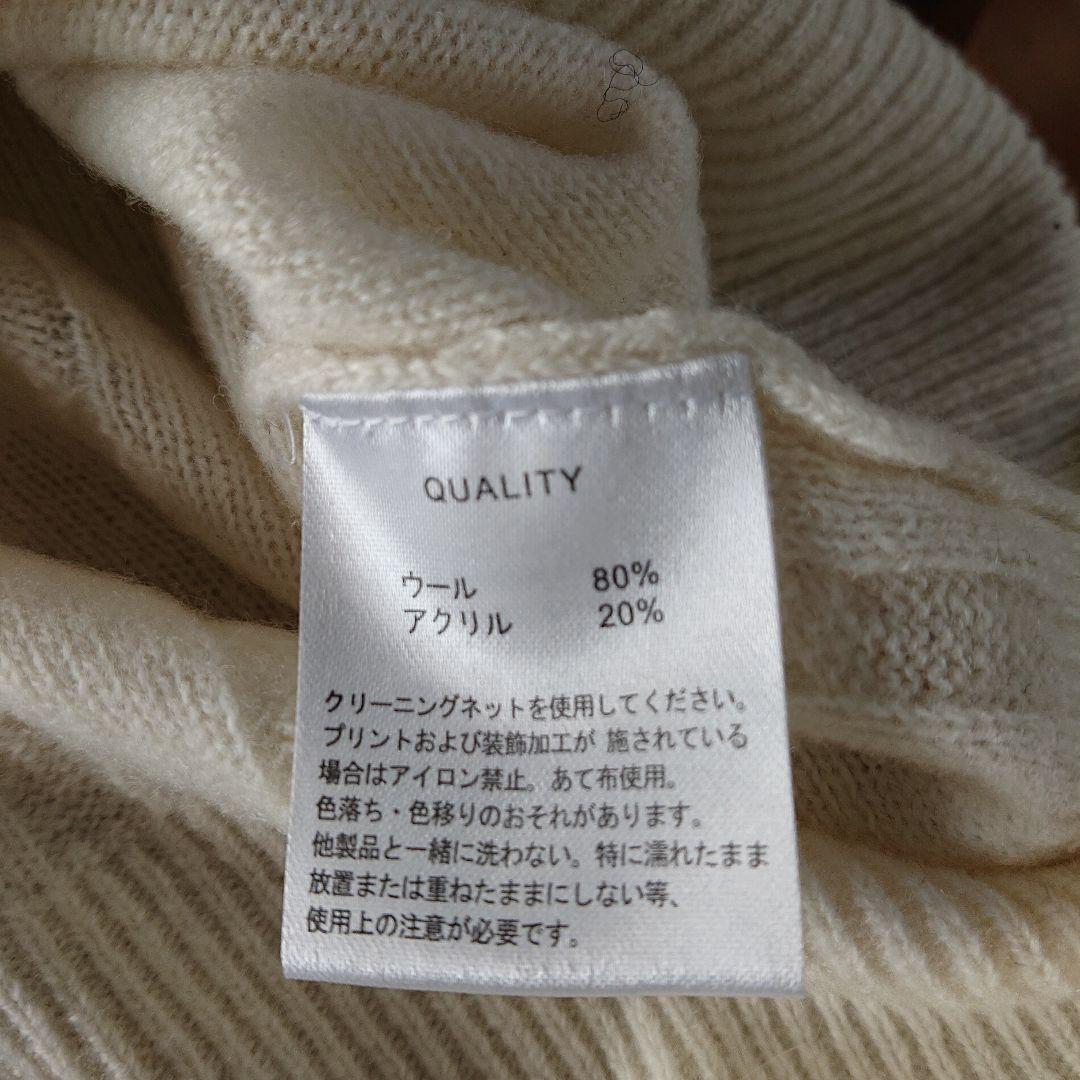 QUALITY
ウール 80%
アクリル 20%
クリーニングネットを使用してください。
プリントおよび装飾加工が 施されている
場合はアイロン禁止。あて布使用。
色落ち・色移りのおそれがあります。
他製品と一緒に洗わない。特に濡れたまま
放置または重ねたままにしない等、
使用上の注意が必要です。